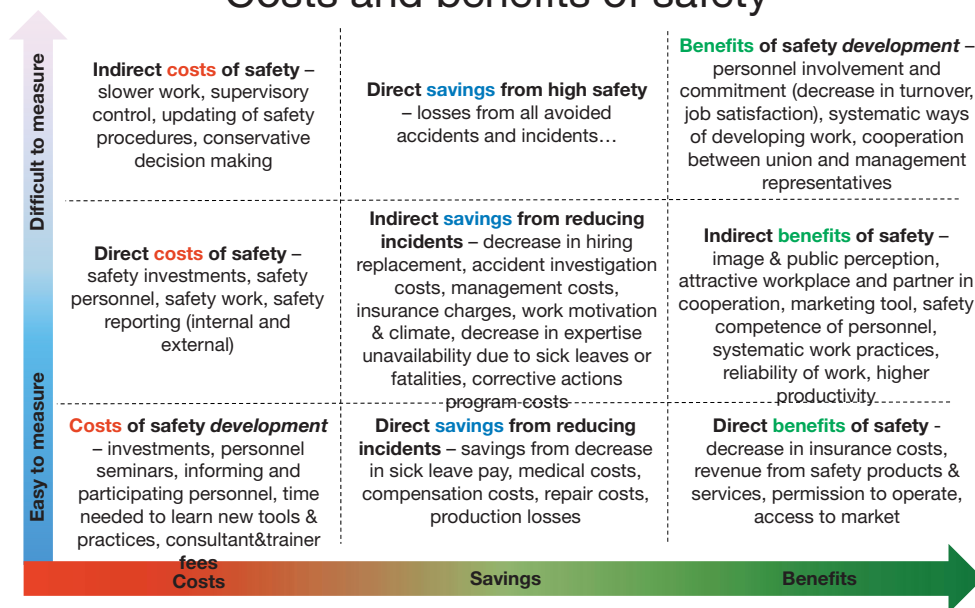 Costs and benefits of safety
Difficult to measure
Easy to measure
Indirect costs of safety –
slower work, supervisory
control, updating of safety
procedures, conservative
decision making
Direct savings from high safety
– losses from all avoided
accidents and incidents…
Benefits of safety development –
personnel involvement and
commitment (decrease in turnover,
job satisfaction), systematic ways
of developing work, cooperation
between union and management
representatives
Direct costs of safety –
safety investments, safety
personnel, safety work, safety
reporting (internal and
external)
Indirect savings from reducing
incidents – decrease in hiring
replacement, accident investigation
costs, management costs,
insurance charges, work motivation
& climate, decrease in expertise
unavailability due to sick leaves or
fatalities, corrective actions
program costs
Indirect benefits of safety –
image & public perception,
attractive workplace and partner in
cooperation, marketing tool, safety
competence of personnel,
systematic work practices,
reliability of work, higher
productivity
Costs of safety development
– investments, personnel
seminars, informing and
participating personnel, time
needed to learn new tools &
practices, consultant&trainer
fees
Direct savings from reducing
incidents – savings from decrease
in sick leave pay, medical costs,
compensation costs, repair costs,
production losses
Direct benefits of safety -
decrease in insurance costs,
revenue from safety products &
services, permission to operate,
access to market
Costs
Savings
Benefits